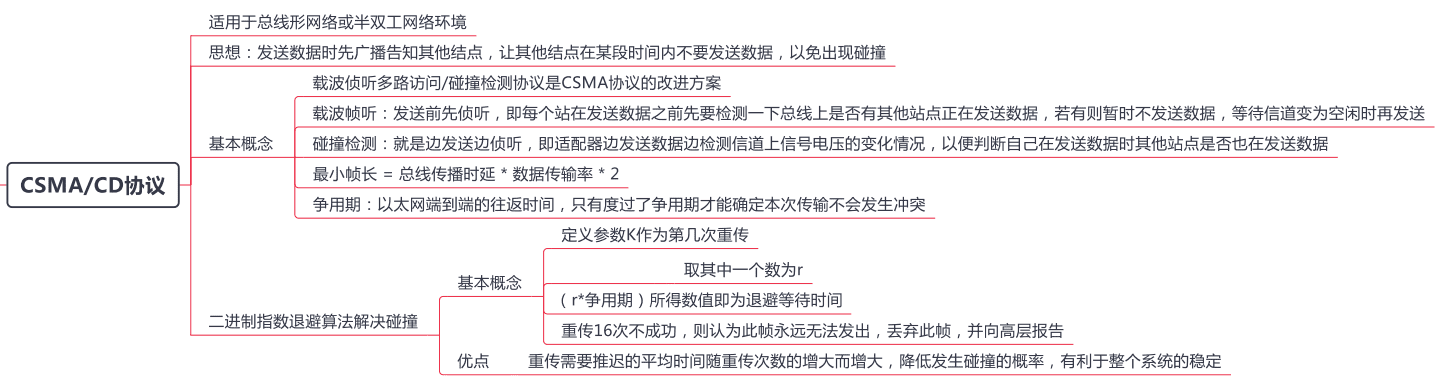 适用于总线形网络或半双工网络环境
思想：发送数据时先广播告知其他结点，让其他结点在某段时间内不要发送数据，以免出现碰撞
载波侦听多路访问/碰撞检测协议是CSMA协议的改进方案
载波帧听：发送前先侦听，即每个站在发送数据之前先要检测一下总线上是否有其他站点正在发送数据，若有则暂时不发送数据，等待信道变为空闲时再发送
基本概念
碰撞检测：就是边发送边侦听，即适配器边发送数据边检测信道上信号电压的变化情况，以便判断自己在发送数据时其他站点是否也在发送数据
最小帧长 = 总线传播时延 * 数据传输率 * 2
CSMA/CD协议
争用期：以太网端到端的往返时间，只有度过了争用期才能确定本次传输不会发生冲突
定义参数K作为第几次重传
取其中一个数为r
基本概念
（ r*争用期 ）所得数值即为退避等待时间
二进制指数退避算法解决碰撞
重传16次不成功，则认为此帧永远无法发出，丢弃此帧，并向高层报告
优点
重传需要推迟的平均时间随重传次数的增大而增大，降低发生碰撞的概率，有利于整个系统的稳定